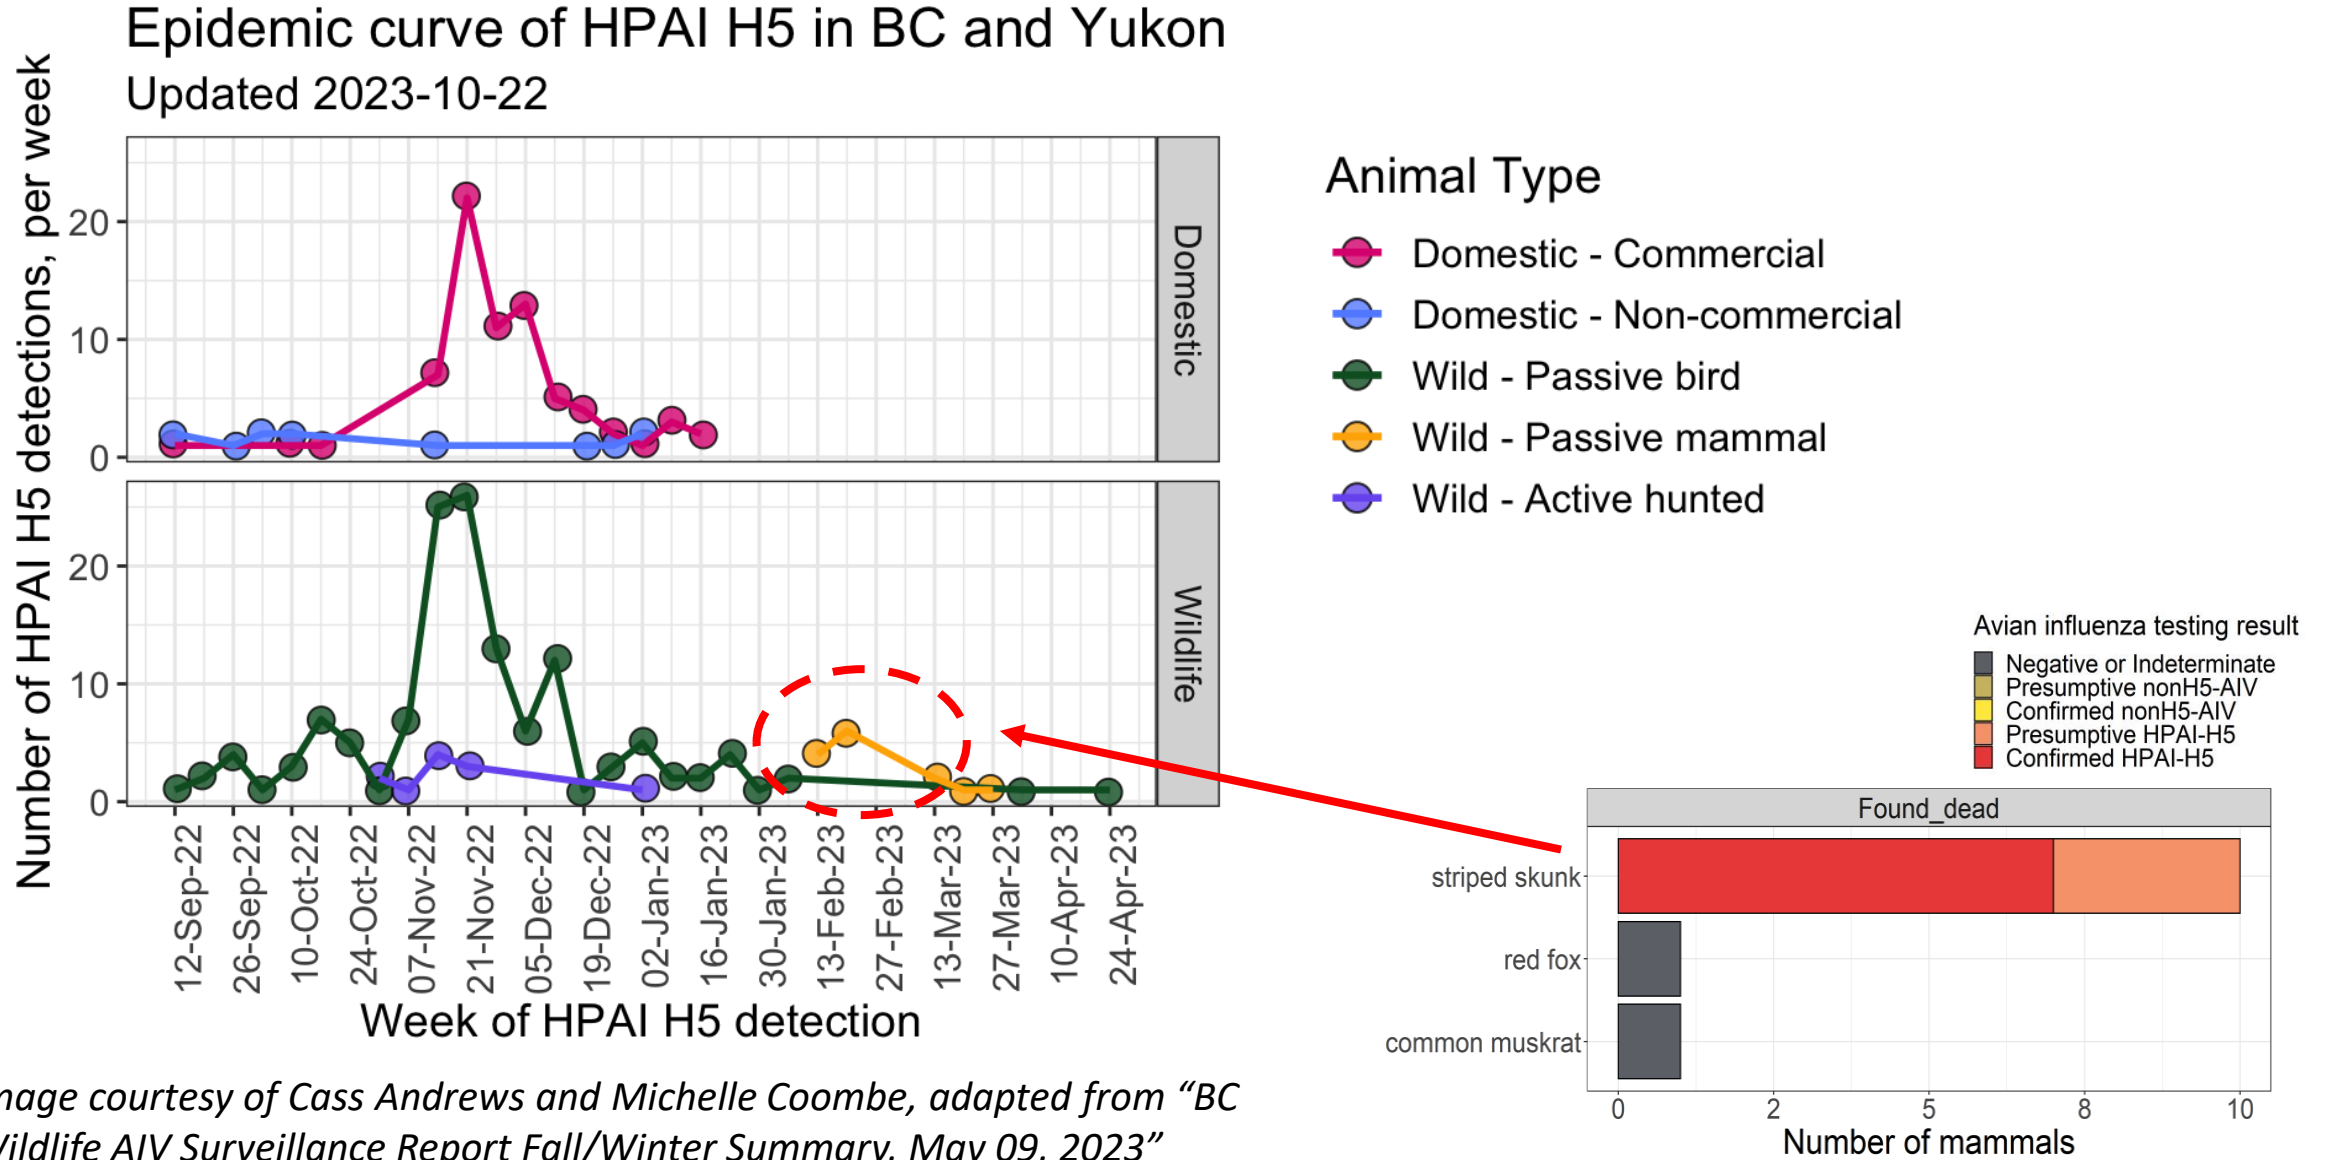 Epidemic curve of HPAI H5 in BC and Yukon
Updated 2023-10-22
Number of HPAI H5 detections, per week
20
10
0
Domestic
20
10
0
Wildlife
12-Sep-22
26-Sep-22
10-Oct-22
24-Oct-22
07-Nov-22
21-Nov-22
05-Dec-22
19-Dec-22
02-Jan-23
16-Jan-23
30-Jan-23
13-Feb-23
27-Feb-23
13-Mar-23
27-Mar-23
10-Apr-23
24-Apr-23
Week of HPAI H5 detection
Animal Type
Domestic - Commercial
Domestic - Non-commercial
Wild - Passive bird
Wild - Passive mammal
Wild - Active hunted
Avian influenza testing result
Negative or Indeterminate
Presumptive nonH5-AIV
Confirmed nonH5-AIV
Presumptive HPAI-H5
Confirmed HPAI-H5
Found_dead
striped skunk
red fox
common muskrat
0
2
5
8
10
Number of mammals
mage courtesy of Cass Andrews and Michelle Coombe, adapted from “BC
Wildlife AIV Surveillance Report Fall/Winter Summary, May 09, 2023”